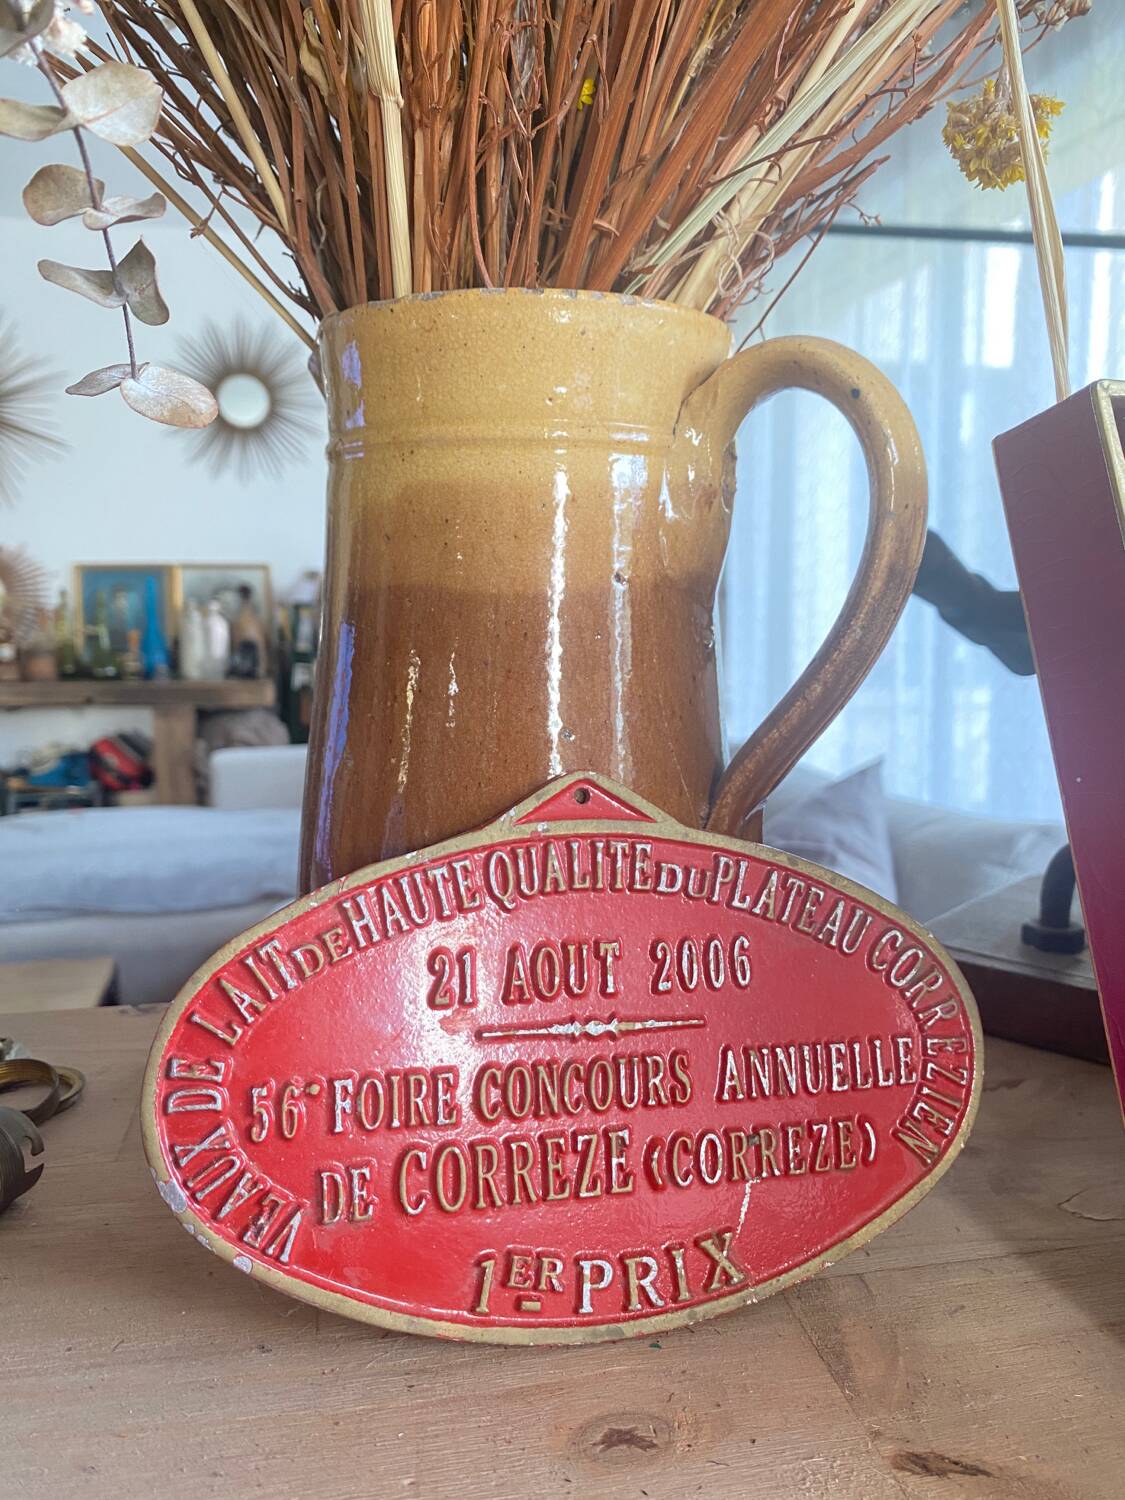 VEAUX DE LAIT DE HAUTE QUALITE DU PLATEAU CORREZIEN
21 AOUT 2006
56° FOIRE CONCOURS ANNUELLE
DE CORREZE (CORREZE)
1ER PRIX